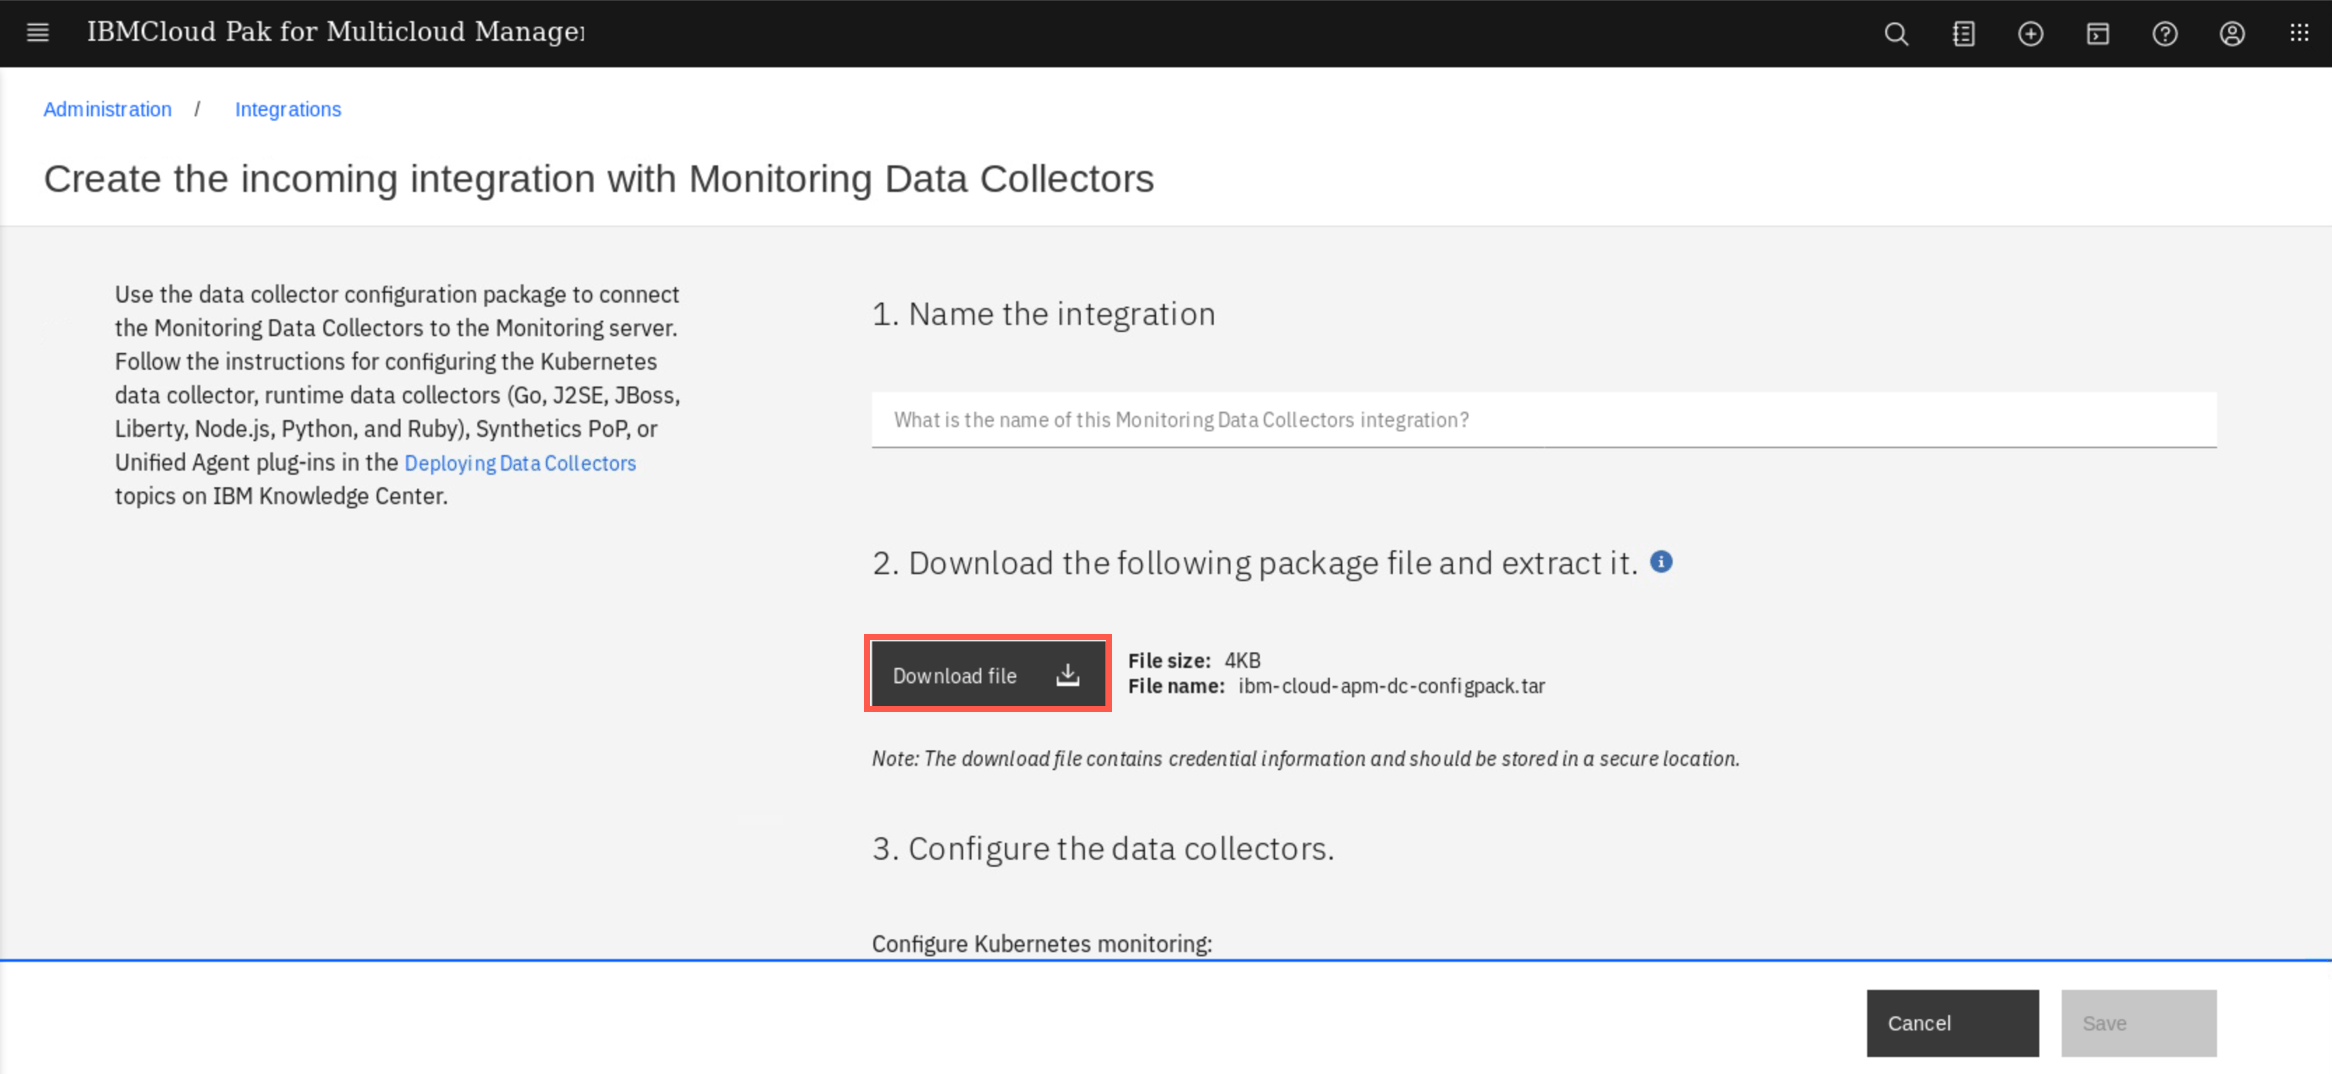 IBMCloud Pak for Multicloud Manager
Administration / Integrations
Create the incoming integration with Monitoring Data Collectors
Use the data collector configuration package to connect
the Monitoring Data Collectors to the Monitoring server.
Follow the instructions for configuring the Kubernetes
data collector, runtime data collectors (Go, J2SE, JBoss,
Liberty, Node.js, Python, and Ruby), Synthetics PoP, or
Unified Agent plug-ins in the Deploying Data Collectors
topics on IBM Knowledge Center.
1. Name the integration
What is the name of this Monitoring Data Collectors integration?
2. Download the following package file and extract it.
Download file
File size: 4KB
File name: ibm-cloud-apm-dc-configpack.tar
Note: The download file contains credential information and should be stored in a secure location.
3. Configure the data collectors.
Configure Kubernetes monitoring:
Cancel
Save